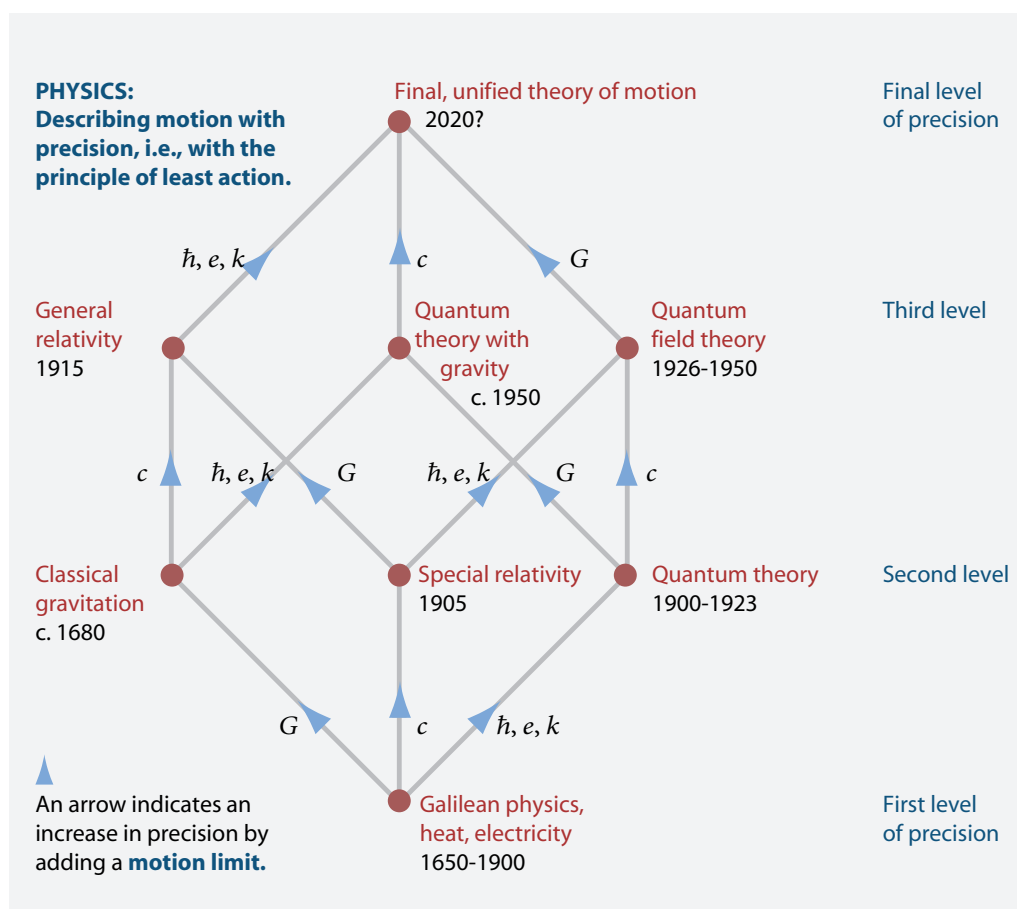 PHYSICS:
Describing motion with
precision, i.e., with the
principle of least action.
Final, unified theory of motion
2020?
Final level
of precision
ħ, e, k
c
G
General
relativity
1915
Quantum
theory with
gravity
c. 1950
Quantum
field theory
1926-1950
Third level
c
ħ, e, k
G
ħ, e, k
G
c
Classical
gravitation
c. 1680
Special relativity
1905
Quantum theory
1900-1923
Second level
G
c
ħ, e, k
An arrow indicates an
increase in precision by
adding a motion limit.
Galilean physics,
heat, electricity
1650-1900
First level
of precision